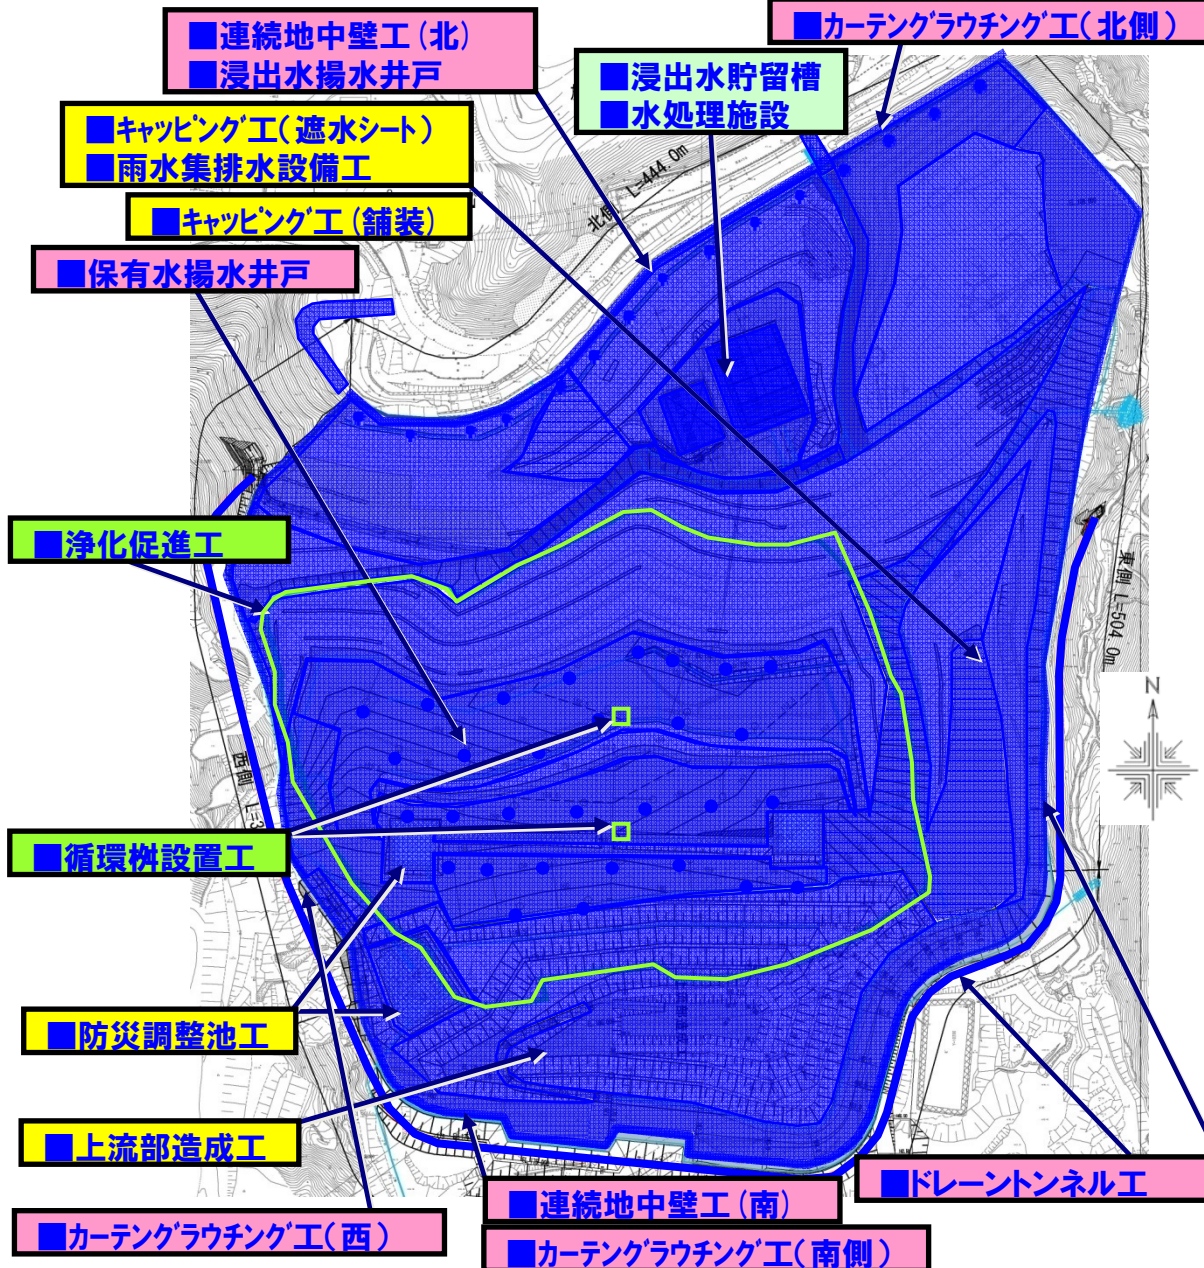 ■カーテングラウチング工(北側)
■連続地中壁工(北)
■浸出水揚水井戸
■浸出水貯留槽
■水処理施設
■キャッピング工(遮水シート)
■雨水集排水設備工
■キャッピング工(舗装)
■保有水揚水井戸
北側 L=444.0m
■浄化促進工
東側 L=504.0m
N
西側 L=3
■循環桝設置工
■防災調整池工
■上流部造成工
■ドレーントンネル工
■連続地中壁工(南)
■カーテングラウチング工(西)
■カーテングラウチング工(南側)